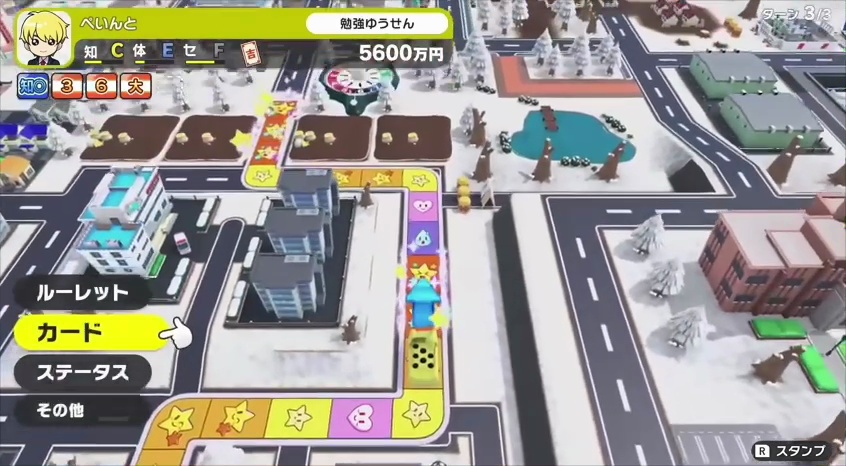 ぺいんと
勉強ゆうせん
ターン 3/3
知 C 体 E セ F 吉
5600万円
知 3 6 大
ルーレット
カード
ステータス
その他
R スタンプ